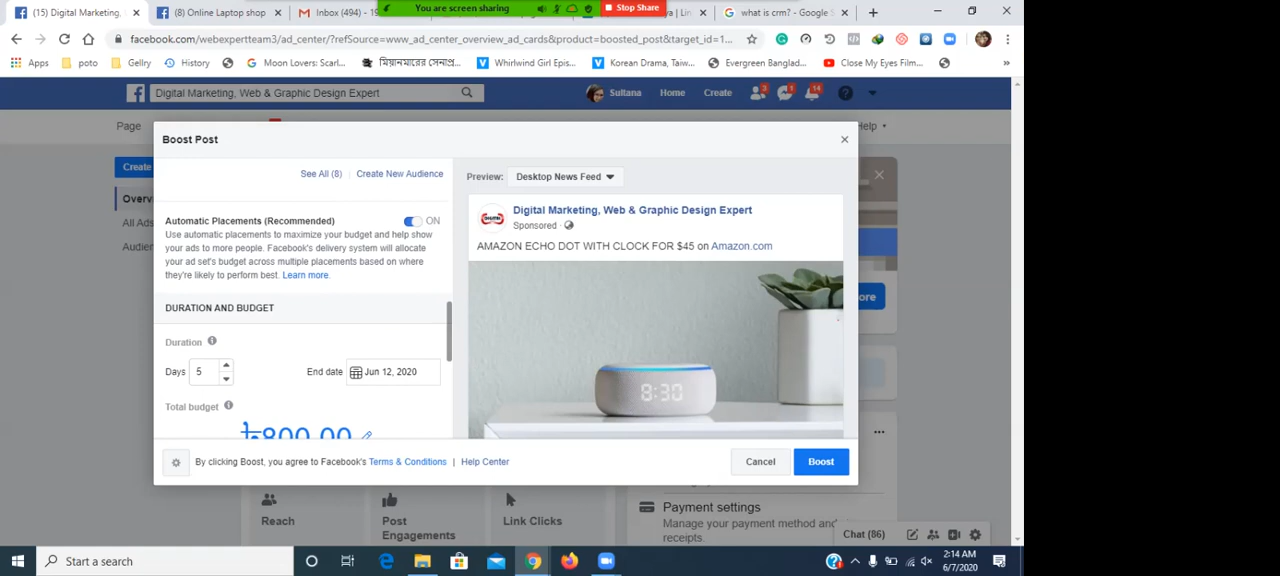 (15) Digital Marketing,
(8) Online Laptop shop
Inbox (494) - 19
You are screen sharing
Stop Share
what is crm? - Google S
facebook.com/webexpertteam3/ad_center/?refSource=www_ad_center_overview_ad_cards&product=boosted_post&target_id=1...
Apps
poto
Gellry
History
Moon Lovers: Scarl...
মিয়ানমারের সেনাপ্র...
Whirlwind Girl Epis...
Korean Drama, Taiw...
Evergreen Banglad...
Close My Eyes Film...
Digital Marketing, Web & Graphic Design Expert
Sultana
Home
Create
3
1
14
Page
Help
Boost Post
Create
Overv
All Ads
Audien
See All (8) | Create New Audience
Preview: Desktop News Feed
Automatic Placements (Recommended)
ON
Use automatic placements to maximize your budget and help show
your ads to more people. Facebook's delivery system will allocate
your ad set's budget across multiple placements based on where
they're likely to perform best. Learn more.
DURATION AND BUDGET
Duration
Days 5
End date Jun 12, 2020
Total budget
৳800.00
Digital Marketing, Web & Graphic Design Expert
Sponsored ·
AMAZON ECHO DOT WITH CLOCK FOR $45 on Amazon.com
8:30
ore
By clicking Boost, you agree to Facebook's Terms & Conditions | Help Center
Cancel
Boost
Reach
Post
Engagements
Link Clicks
Payment settings
Manage your payment method and
receipts.
Chat (86)
Start a search
2:14 AM
6/7/2020